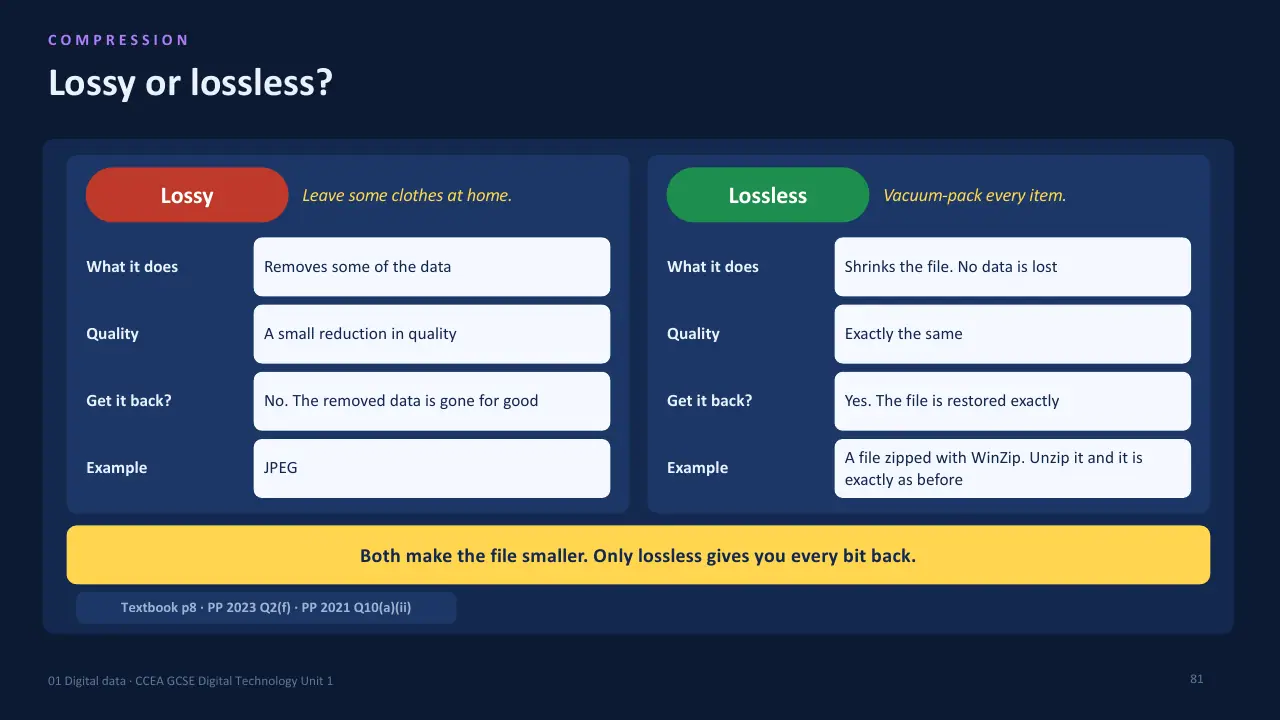 COMPRESSION
Lossy or lossless?
Lossy
Leave some clothes at home.
What it does
Removes some of the data
Quality
A small reduction in quality
Get it back?
No. The removed data is gone for good
Example
JPEG
Lossless
Vacuum-pack every item.
What it does
Shrinks the file. No data is lost
Quality
Exactly the same
Get it back?
Yes. The file is restored exactly
Example
A file zipped with WinZip. Unzip it and it is
exactly as before
Both make the file smaller. Only lossless gives you every bit back.
Textbook p8 · PP 2023 Q2(f) · PP 2021 Q10(a)(ii)
01 Digital data · CCEA GCSE Digital Technology Unit 1
81